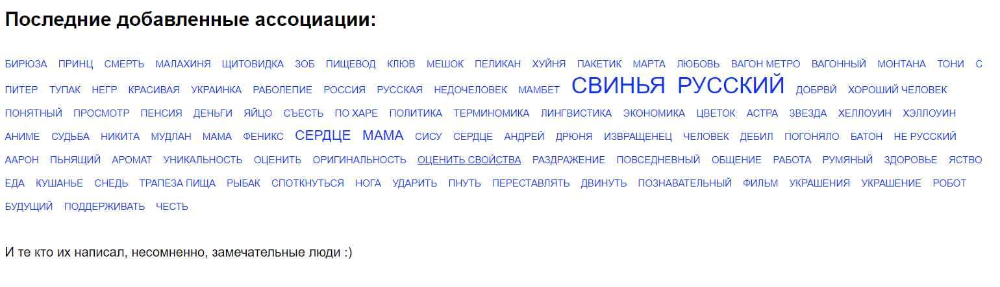 Последние добавленные ассоциации:
БИРЮЗА ПРИНЦ СМЕРТЬ МАЛАХИНЯ ЩИТОВИДКА ЗОБ ПИЩЕВОД КЛЮВ МЕШОК ПЕЛИКАН ХУЙНЯ ПАКЕТИК МАРТА ЛЮБОВЬ ВАГОН МЕТРО ВАГОННЫЙ МОНТАНА ТОНИ С
ПИТЕР ТУПАК НЕГР КРАСИВАЯ УКРАИНКА РАБОЛЕПИЕ РОССИЯ РУССКАЯ НЕДОЧЕЛОВЕК МАМБЕТ СВИНЬЯ РУССКИЙ ДОБРВЙ ХОРОШИЙ ЧЕЛОВЕК
ПОНЯТНЫЙ ПРОСМОТР ПЕНСИЯ ДЕНЬГИ ЯЙЦО СЪЕСТЬ ПО ХАРЕ ПОЛИТИКА ТЕРМИНОМИКА ЛИНГВИСТИКА ЭКОНОМИКА ЦВЕТОК АСТРА ЗВЕЗДА ХЕЛЛОУИН ХЭЛЛОУИН
АНИМЕ СУДЬБА НИКИТА МУДЛАН МАМА ФЕНИКС СЕРДЦЕ МАМА СИСУ СЕРДЦЕ АНДРЕЙ ДРЮНЯ ИЗВРАЩЕНЕЦ ЧЕЛОВЕК ДЕБИЛ ПОГОНЯЛО БАТОН НЕ РУССКИЙ
ААРОН ПЬНЯЩИЙ АРОМАТ УНИКАЛЬНОСТЬ ОЦЕНИТЬ ОРИГИНАЛЬНОСТЬ ОЦЕНИТЬ СВОЙСТВА РАЗДРАЖЕНИЕ ПОВСЕДНЕВНЫЙ ОБЩЕНИЕ РАБОТА РУМЯНЫЙ ЗДОРОВЬЕ ЯСТВО
ЕДА КУШАНЬЕ СНЕДЬ ТРАПЕЗА ПИЩА РЫБАК СПОТКНУТЬСЯ НОГА УДАРИТЬ ПНУТЬ ПЕРЕСТАВЛЯТЬ ДВИНУТЬ ПОЗНАВАТЕЛЬНЫЙ ФИЛЬМ УКРАШЕНИЯ УКРАШЕНИЕ РОБОТ
БУДУЩИЙ ПОДДЕРЖИВАТЬ ЧЕСТЬ
И те кто их написал, несомненно, замечательные люди :)